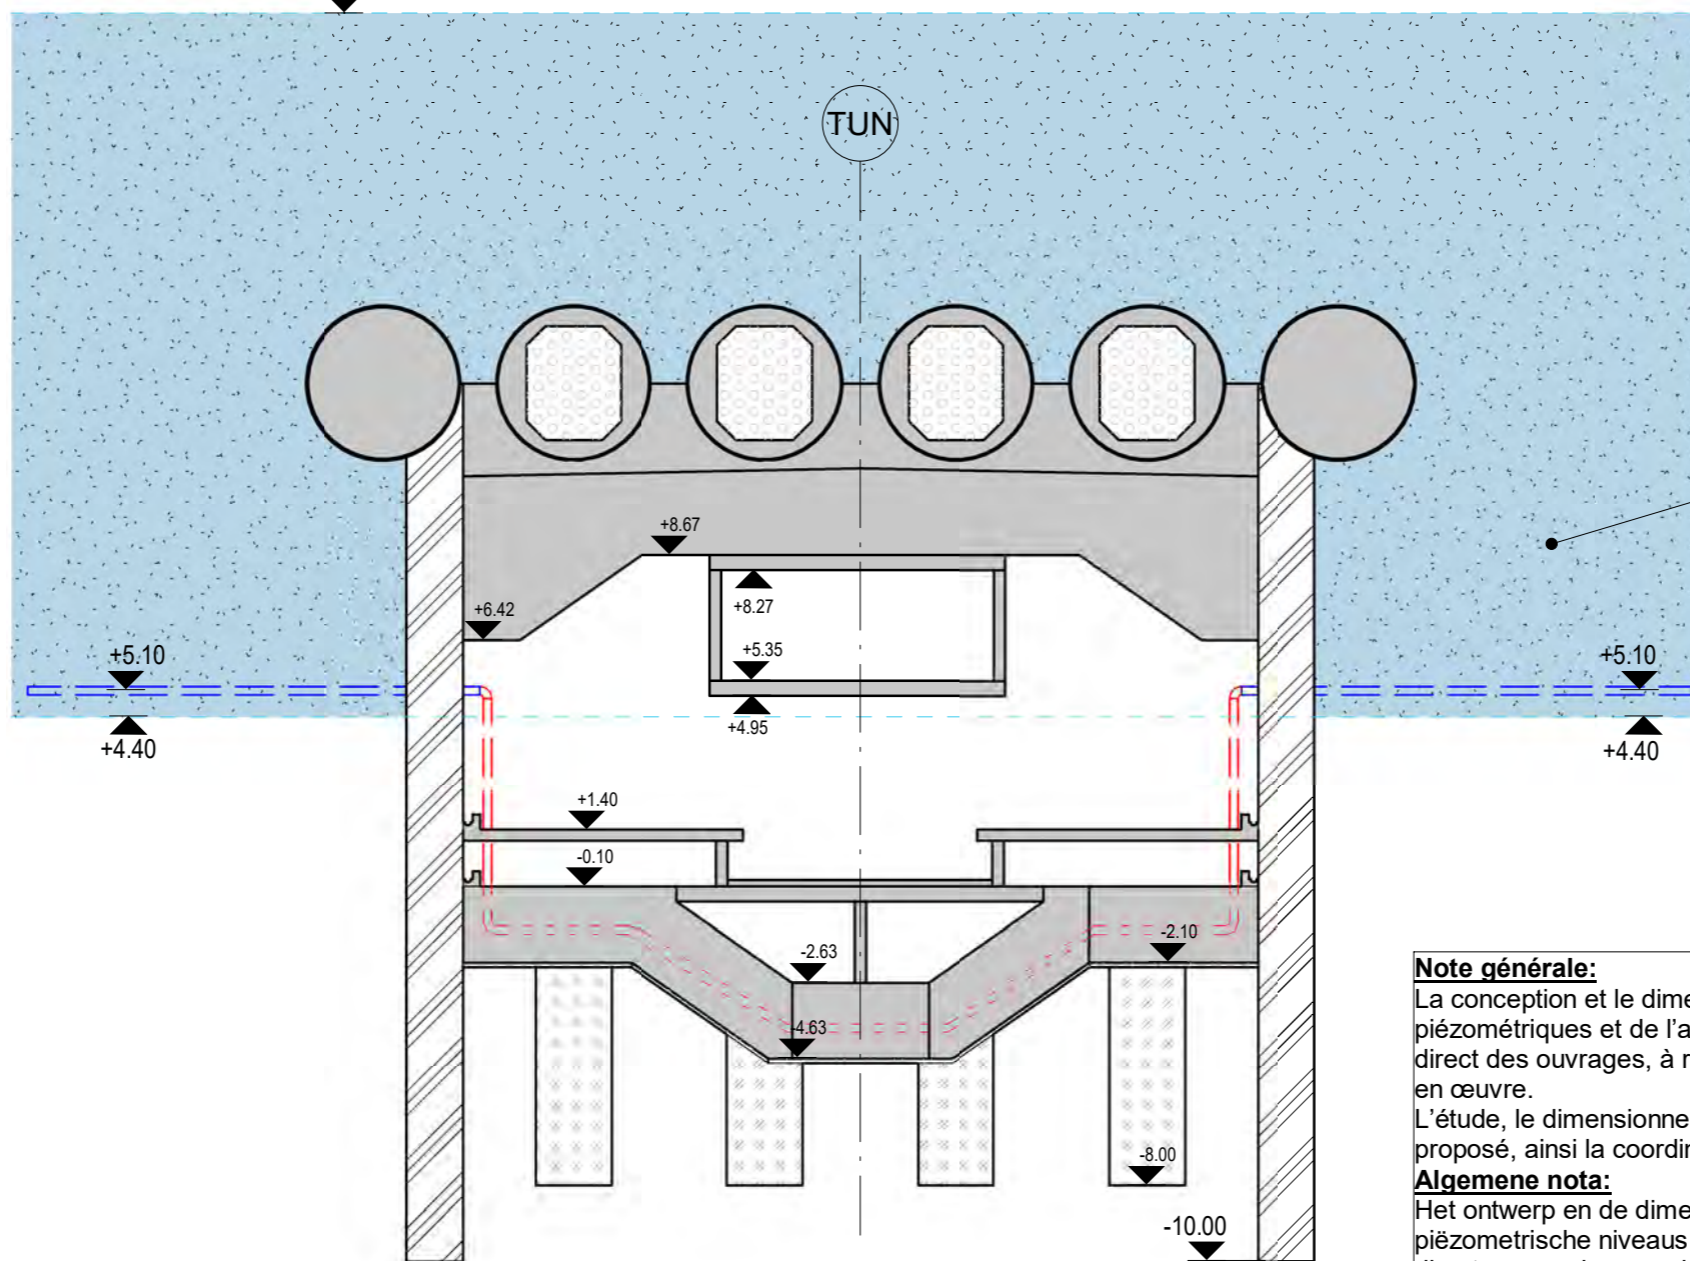 TUN
+8.67
+8.27
+6.42
+5.35
+5.10
+5.10
+4.95
+4.40
+4.40
+1.40
-0.10
-2.10
-2.63
-4.63
-8.00
-10.00
Note générale:
La conception et le dime
piézométriques et de l'a
direct des ouvrages, à
en œuvre.
L'étude, le dimensionne
proposé, ainsi la coordi
Algemene nota:
Het ontwerp en de dime
piëzometrische niveaus